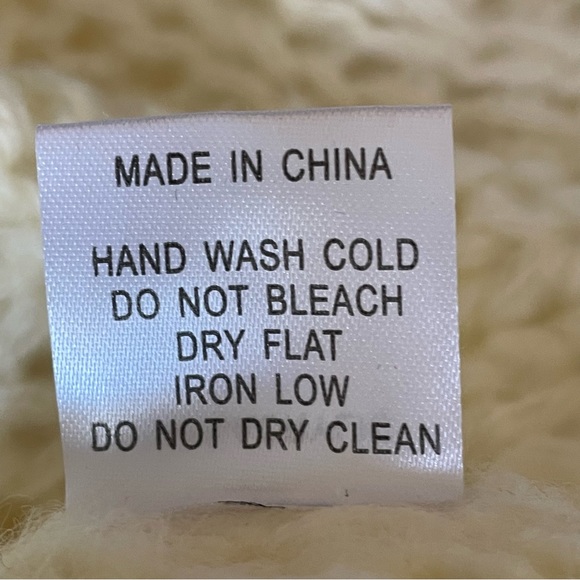 MADE IN CHINA
HAND WASH COLD
DO NOT BLEACH
DRY FLAT
IRON LOW
DO NOT DRY CLEAN